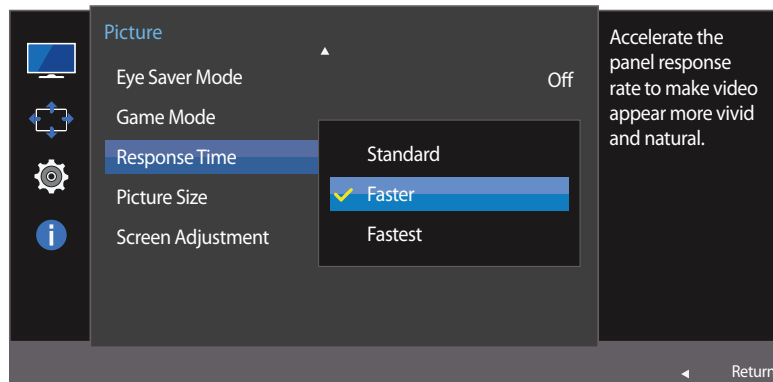 Picture
Eye Saver Mode Off
Game Mode
Response Time
Picture Size
Screen Adjustment
Standard
Faster
Fastest
Accelerate the
panel response
rate to make video
appear more vivid
and natural.
Return